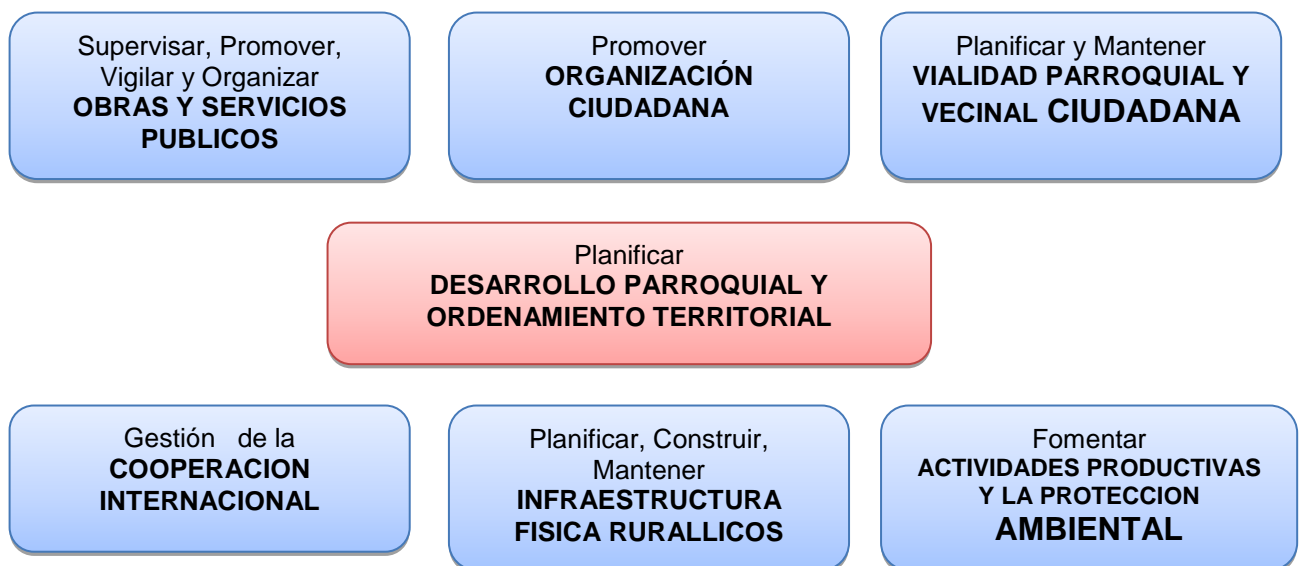 Supervisar, Promover,
Vigilar y Organizar
OBRAS Y SERVICIOS
PUBLICOS
Promover
ORGANIZACIÓN
CIUDADANA
Planificar y Mantener
VIALIDAD PARROQUIAL Y
VECINAL CIUDADANA
Planificar
DESARROLLO PARROQUIAL Y
ORDENAMIENTO TERRITORIAL
Gestión de la
COOPERACION
INTERNACIONAL
Planificar, Construir,
Mantener
INFRAESTRUCTURA
FISICA RURALLICOS
Fomentar
ACTIVIDADES PRODUCTIVAS
Y LA PROTECCION
AMBIENTAL